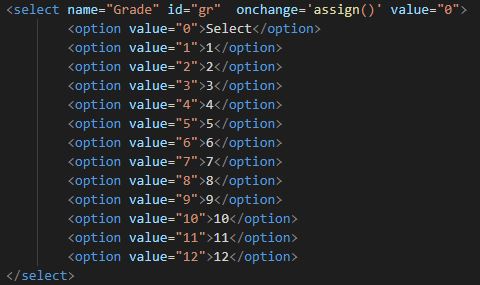 <select name="Grade" id="gr"  onchange='assign()' value="0">
        <option value="0">Select</option>
        <option value="1">1</option>
        <option value="2">2</option>
        <option value="3">3</option>
        <option value="4">4</option>
        <option value="5">5</option>
        <option value="6">6</option>
        <option value="7">7</option>
        <option value="8">8</option>
        <option value="9">9</option>
        <option value="10">10</option>
        <option value="11">11</option>
        <option value="12">12</option>
</select>